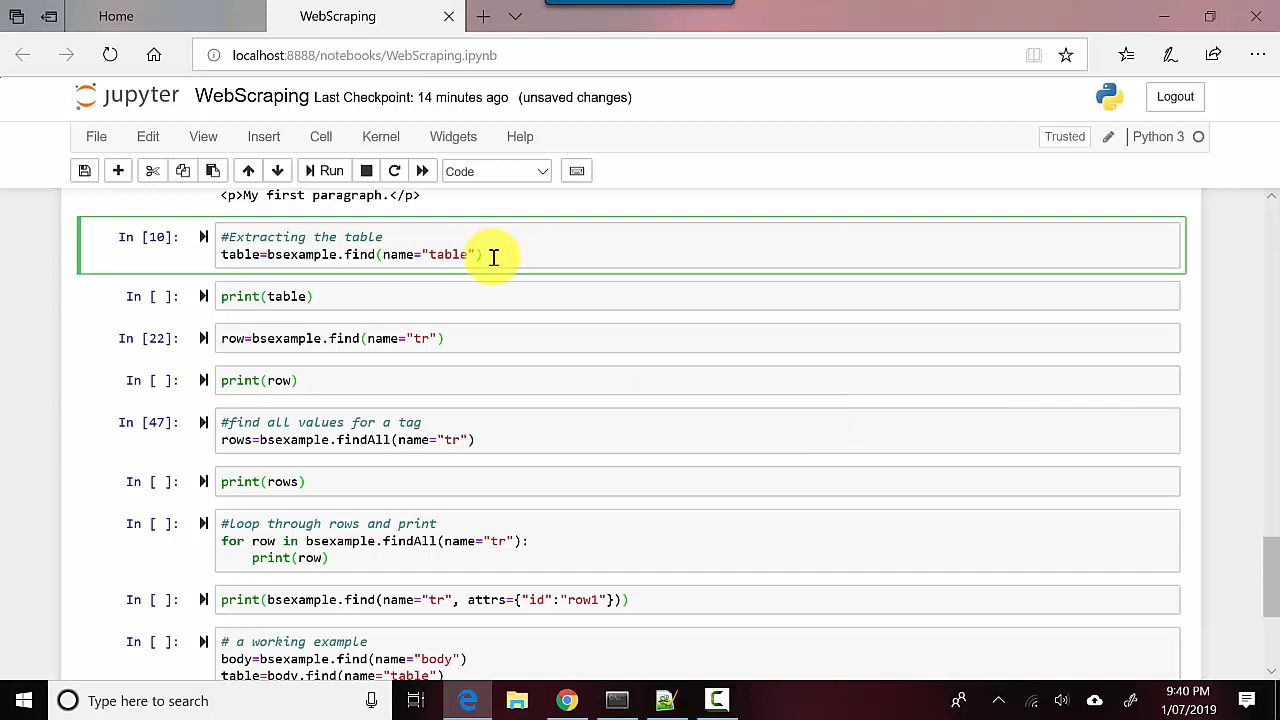 Home
WebScraping
localhost:8888/notebooks/WebScraping.ipynb
jupyter WebScraping Last Checkpoint: 14 minutes ago (unsaved changes)
Logout
File Edit View Insert Cell Kernel Widgets Help
Trusted
Python 3
Run
Code
<p>My first paragraph.</p>
In [10]:
#Extracting the table
table=bsexample.find(name="table")
In [ ]:
print(table)
In [22]:
row=bsexample.find(name="tr")
In [ ]:
print(row)
In [47]:
#find all values for a tag
rows=bsexample.findAll(name="tr")
In [ ]:
print(rows)
In [ ]:
#loop through rows and print
for row in bsexample.findAll(name="tr"):
    print(row)
In [ ]:
print(bsexample.find(name="tr", attrs={"id":"row1"}))
In [ ]:
# a working example
body=bsexample.find(name="body")
table=body.find(name="table")
Type here to search
9:40 PM
1/07/2019